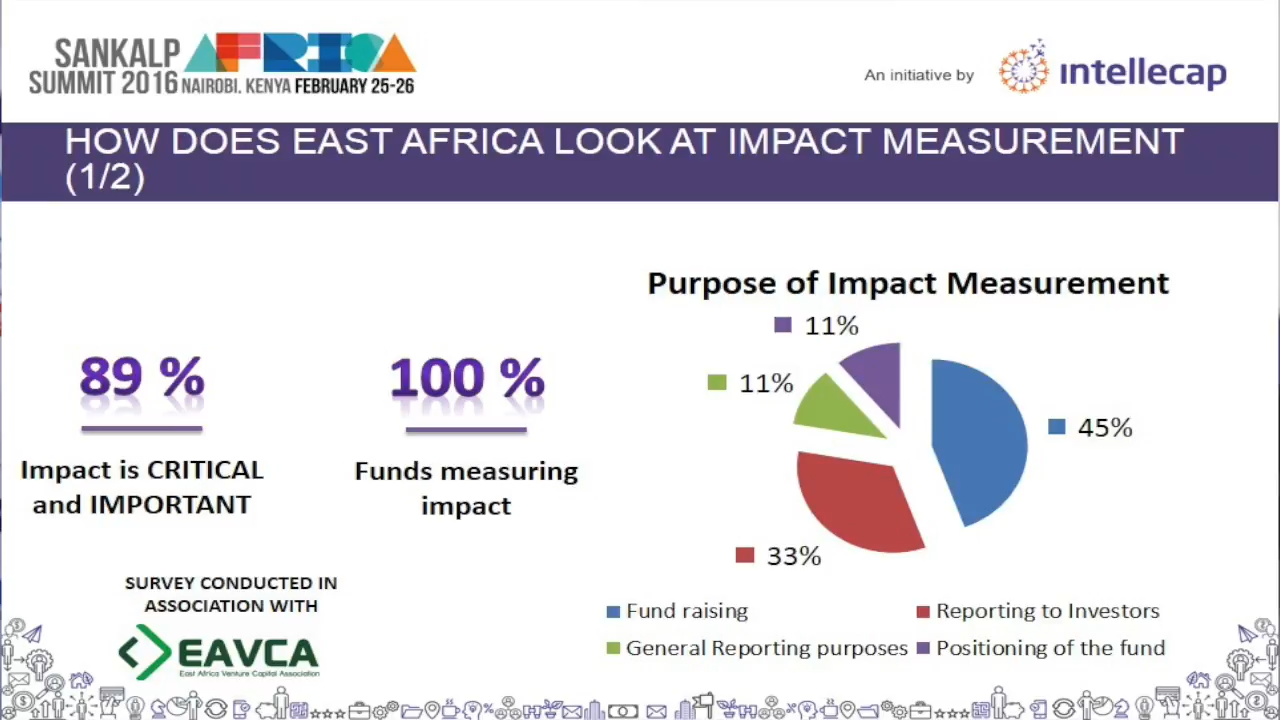 SANKALP AFRICA
SUMMIT 2016 NAIROBI, KENYA FEBRUARY 25-26
An initiative by intellecap
HOW DOES EAST AFRICA LOOK AT IMPACT MEASUREMENT
(1/2)
Purpose of Impact Measurement
11%
11%
45%
33%
Fund raising
Reporting to Investors
General Reporting purposes
Positioning of the fund
89 %
Impact is CRITICAL
and IMPORTANT
100 %
Funds measuring
impact
SURVEY CONDUCTED IN
ASSOCIATION WITH
EAVCA
East Africa Venture Capital Association